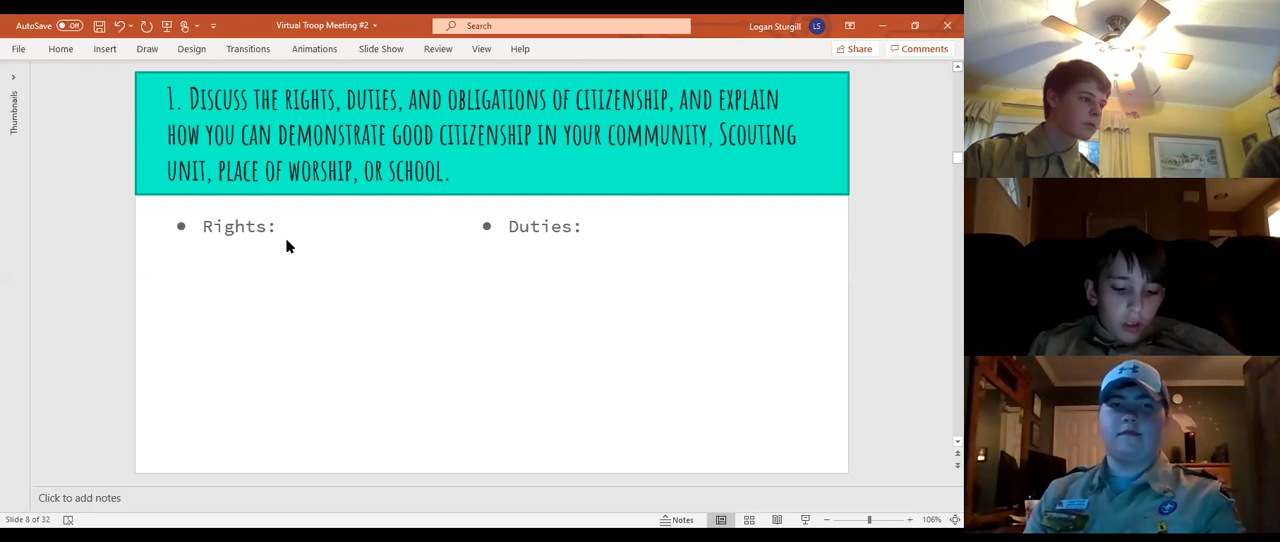 AutoSave Off
Virtual Troop Meeting #2
Search
Logan Sturgill
LS
File Home Insert Draw Design Transitions Animations Slide Show Review View Help
Share Comments
Thumbnails
1. Discuss the rights, duties, and obligations of citizenship, and explain
how you can demonstrate good citizenship in your community, Scouting
unit, place of worship, or school.
Rights:
Duties:
Click to add notes
Slide 8 of 32
Notes
106%